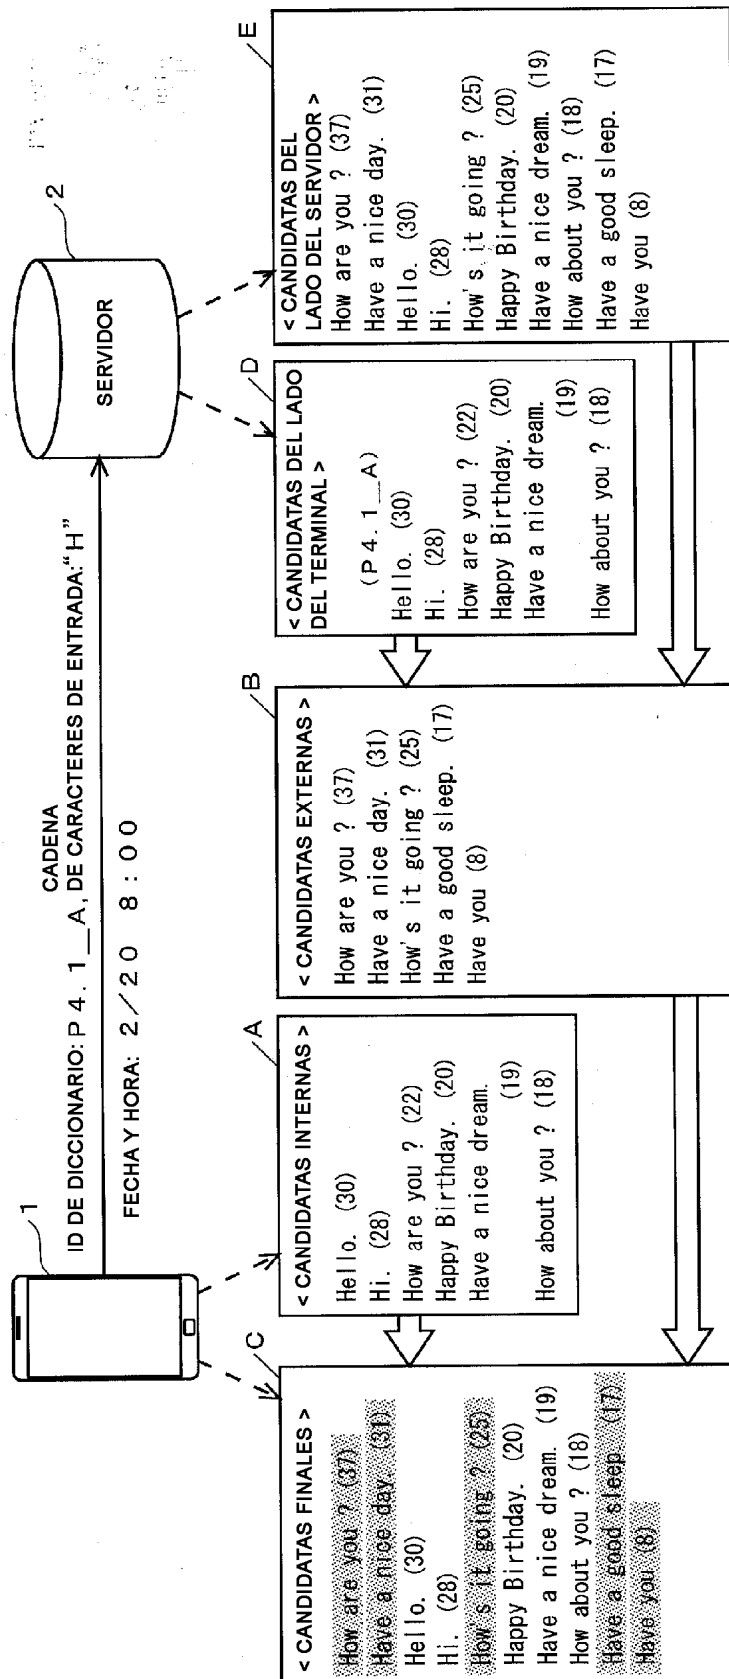 1
CADENA
ID DE DICCIONARIO: P4.1_A, DE CARACTERES DE ENTRADA: "H"
FECHA Y HORA: 2/20 8:00
2
SERVIDOR
C
< CANDIDATAS FINALES >
How are you ? (37)
Have a nice day. (31)
Hello. (30)
Hi. (28)
How's it going ? (25)
Happy Birthday. (20)
Have a nice dream. (19)
How about you ? (18)
Have a good sleep. (17)
Have you (8)
A
< CANDIDATAS INTERNAS >
Hello. (30)
Hi. (28)
How are you ? (22)
Happy Birthday. (20)
Have a nice dream.
(19)
How about you ? (18)
B
< CANDIDATAS EXTERNAS >
How are you ? (37)
Have a nice day. (31)
How's it going ? (25)
Have a good sleep. (17)
Have you (8)
D
< CANDIDATAS DEL LADO
DEL TERMINAL >
(P4.1_A)
Hello. (30)
Hi. (28)
How are you ? (22)
Happy Birthday. (20)
Have a nice dream.
(19)
How about you ? (18)
E
< CANDIDATAS DEL
LADO DEL SERVIDOR >
How are you ? (37)
Have a nice day. (31)
Hello. (30)
Hi. (28)
How's it going ? (25)
Happy Birthday. (20)
Have a nice dream. (19)
How about you ? (18)
Have a good sleep. (17)
Have you (8)